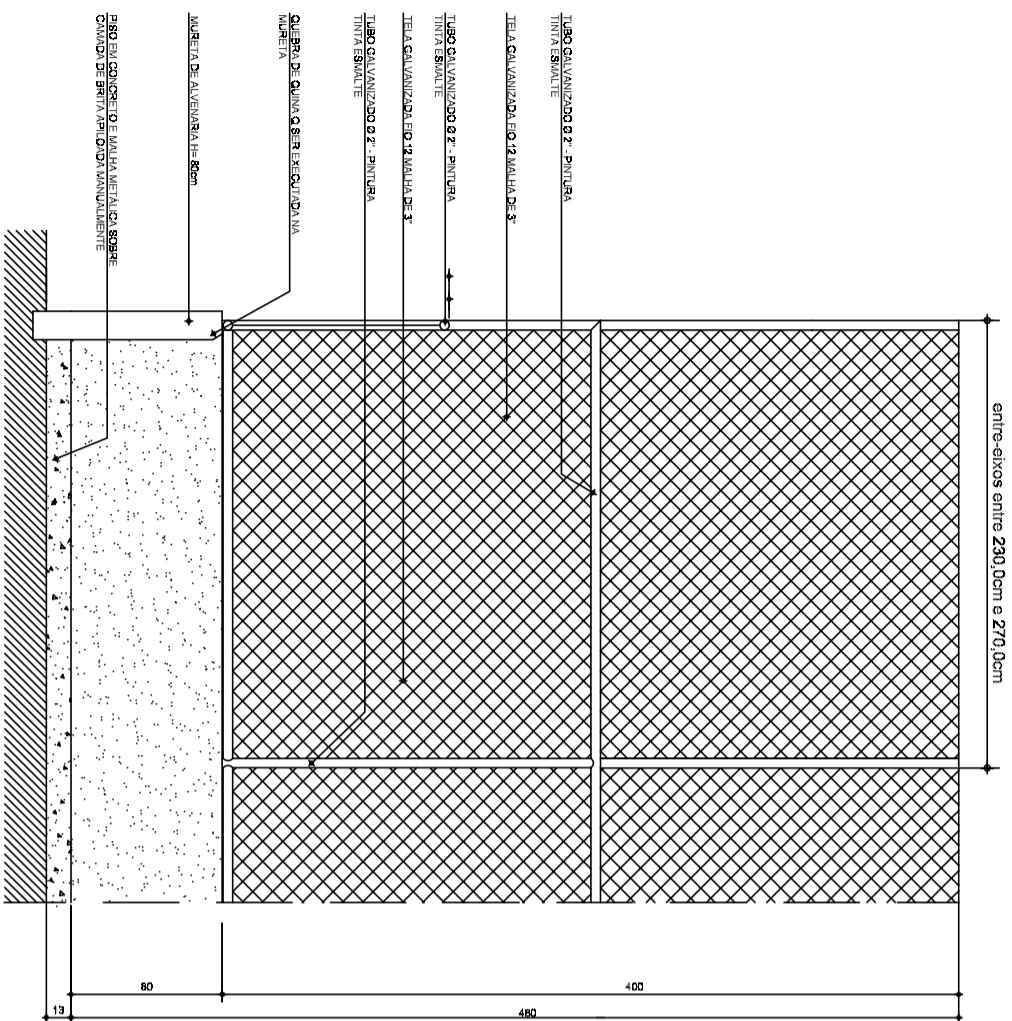 entre-eixos entre 230,0cm e 270,0cm
TUBO GALVANIZADO Ø 2" - PINTURA
TINTA ESMALTE
TELA GALVANIZADA FIO 12 MALHA DE 3"
TUBO GALVANIZADO Ø 2" - PINTURA
TINTA ESMALTE
TELA GALVANIZADA FIO 12 MALHA DE 3"
TUBO GALVANIZADO Ø 2" - PINTURA
TINTA ESMALTE
QUEBRA DE QUINA Q SER EXECUTADA NA
MURETA
MURETA DE ALVENARIA H= 80cm
PISO EM CONCRETO E MALHA METÁLICA SOBRE
CAMADA DE BRITA APILOADA MANUALMENTE
400
480
80
13